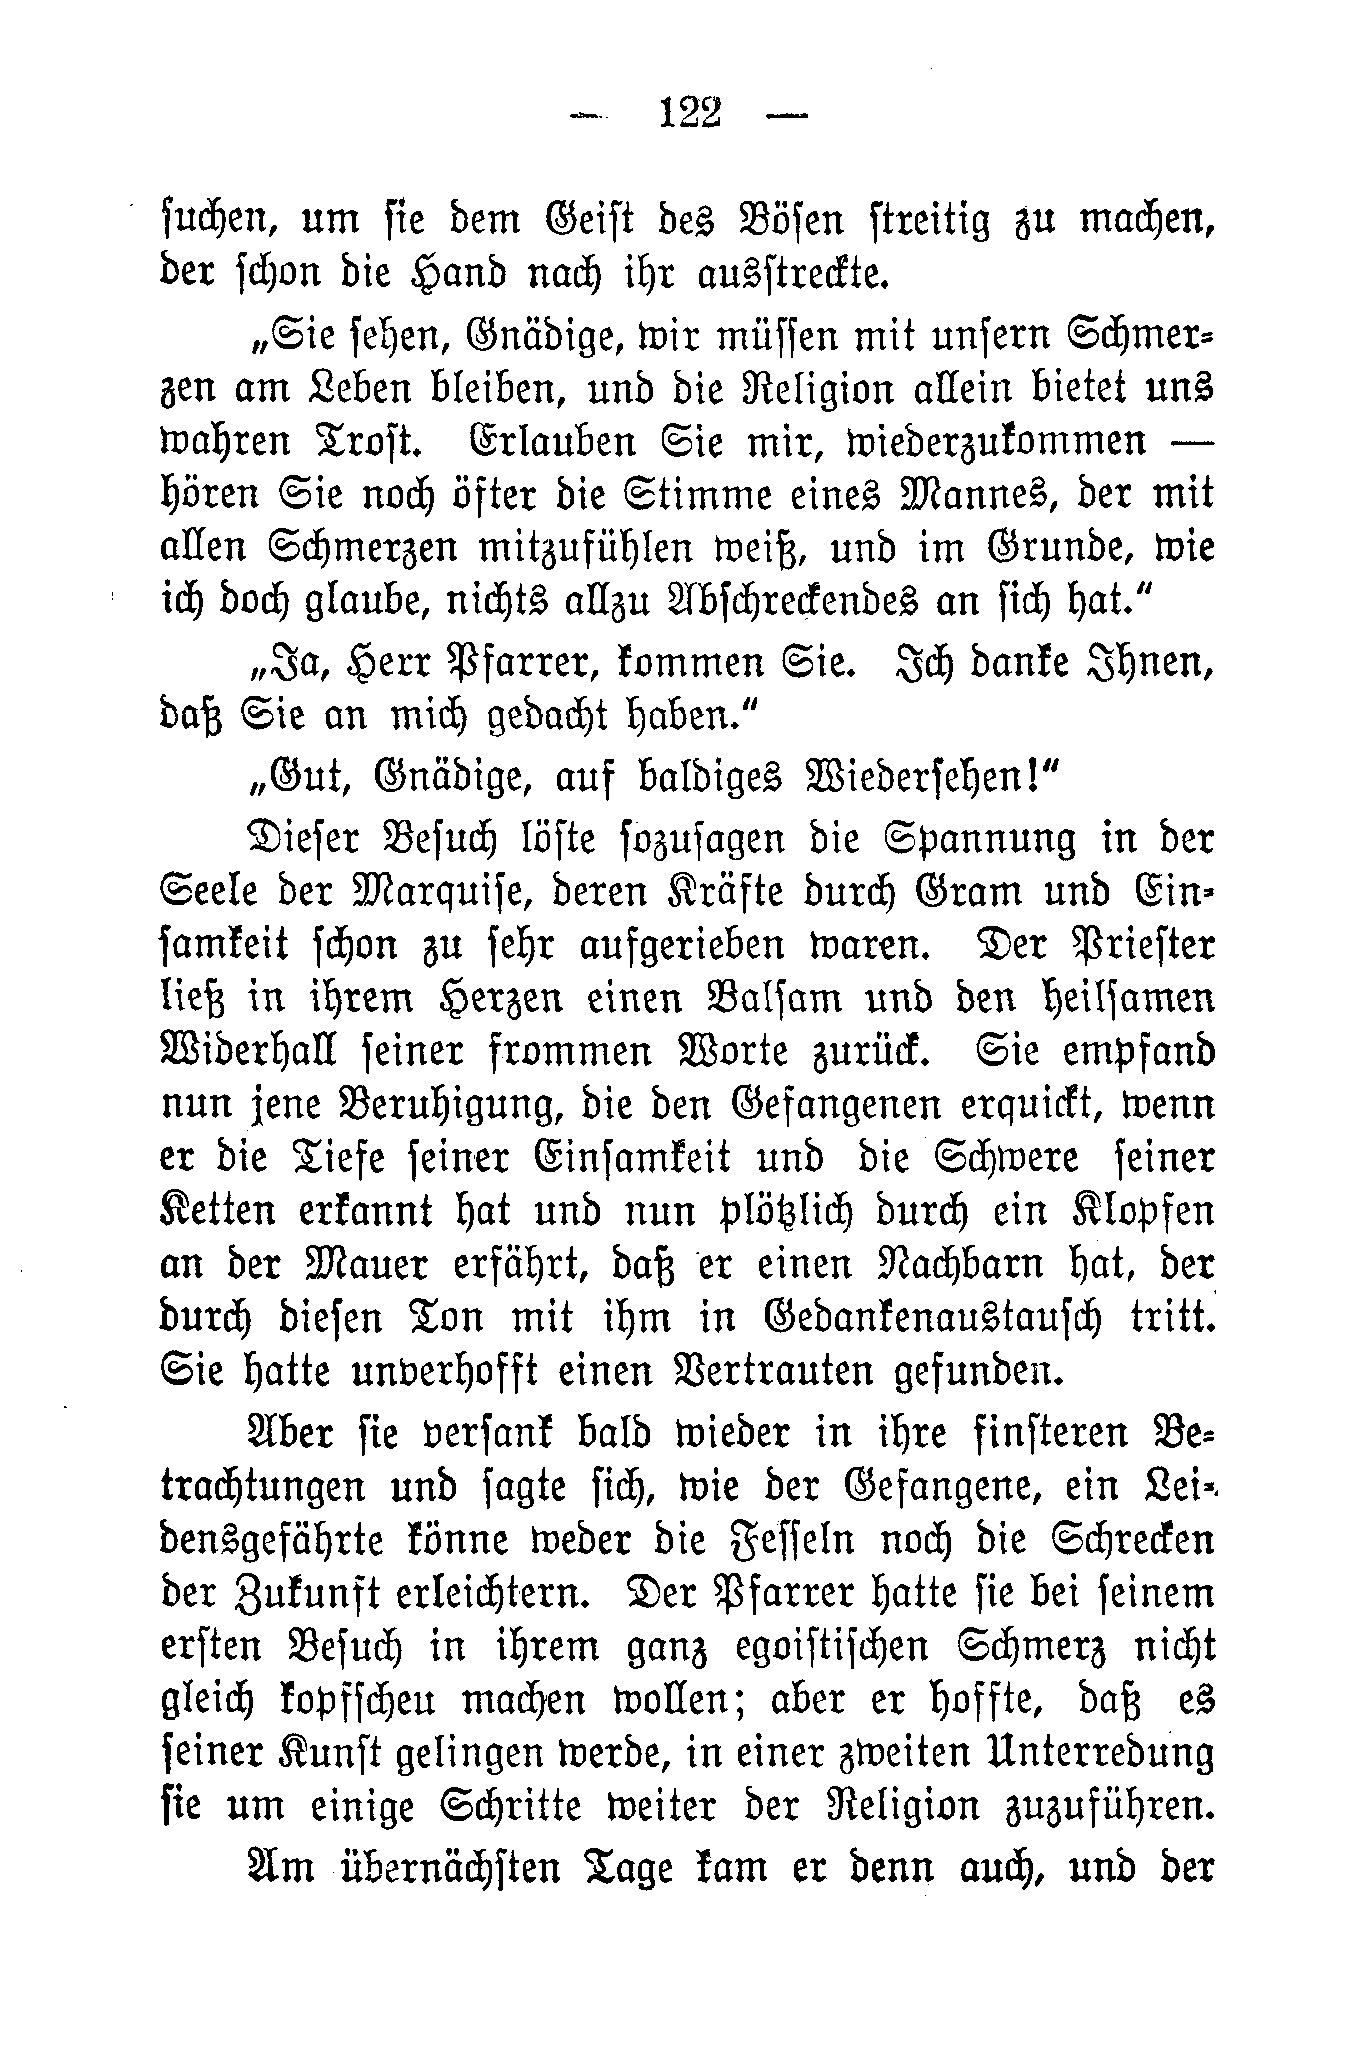 — 122 —
suchen, um sie dem Geist des Bösen streitig zu machen,
der schon die Hand nach ihr ausstreckte.
„Sie sehen, Gnädige, wir müssen mit unsern Schmer-
zen am Leben bleiben, und die Religion allein bietet uns
wahren Trost. Erlauben Sie mir, wiederzukommen —
hören Sie noch öfter die Stimme eines Mannes, der mit
allen Schmerzen mitzufühlen weiß, und im Grunde, wie
ich doch glaube, nichts allzu Abschreckendes an sich hat.“
„Ja, Herr Pfarrer, kommen Sie. Ich danke Ihnen,
daß Sie an mich gedacht haben.“
„Gut, Gnädige, auf baldiges Wiedersehen!“
Dieser Besuch löste sozusagen die Spannung in der
Seele der Marquise, deren Kräfte durch Gram und Ein-
samkeit schon zu sehr aufgerieben waren. Der Priester
ließ in ihrem Herzen einen Balsam und den heilsamen
Widerhall seiner frommen Worte zurück. Sie empfand
nun jene Beruhigung, die den Gefangenen erquickt, wenn
er die Tiefe seiner Einsamkeit und die Schwere seiner
Ketten erkannt hat und nun plötzlich durch ein Klopfen
an der Mauer erfährt, daß er einen Nachbarn hat, der
durch diesen Ton mit ihm in Gedankenaustausch tritt.
Sie hatte unverhofft einen Vertrauten gefunden.
Aber sie versank bald wieder in ihre finsteren Be-
trachtungen und sagte sich, wie der Gefangene, ein Lei-
densgefährte könne weder die Fesseln noch die Schrecken
der Zukunft erleichtern. Der Pfarrer hatte sie bei seinem
ersten Besuch in ihrem ganz egoistischen Schmerz nicht
gleich kopfscheu machen wollen; aber er hoffte, daß es
seiner Kunst gelingen werde, in einer zweiten Unterredung
sie um einige Schritte weiter der Religion zuzuführen.
Am übernächsten Tage kam er denn auch, und der